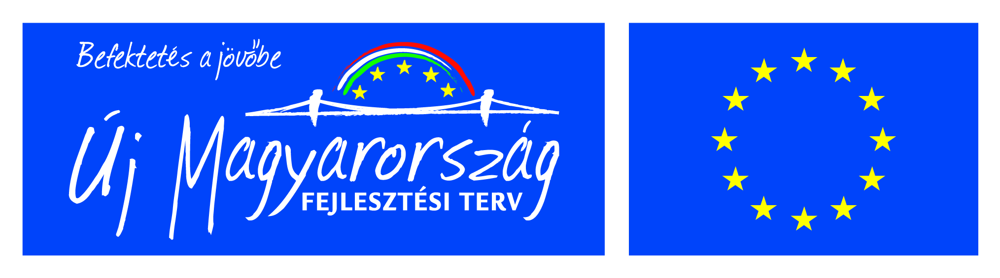 Befektetés a jövőbe
Új Magyarország
FEJLESZTÉSI TERV